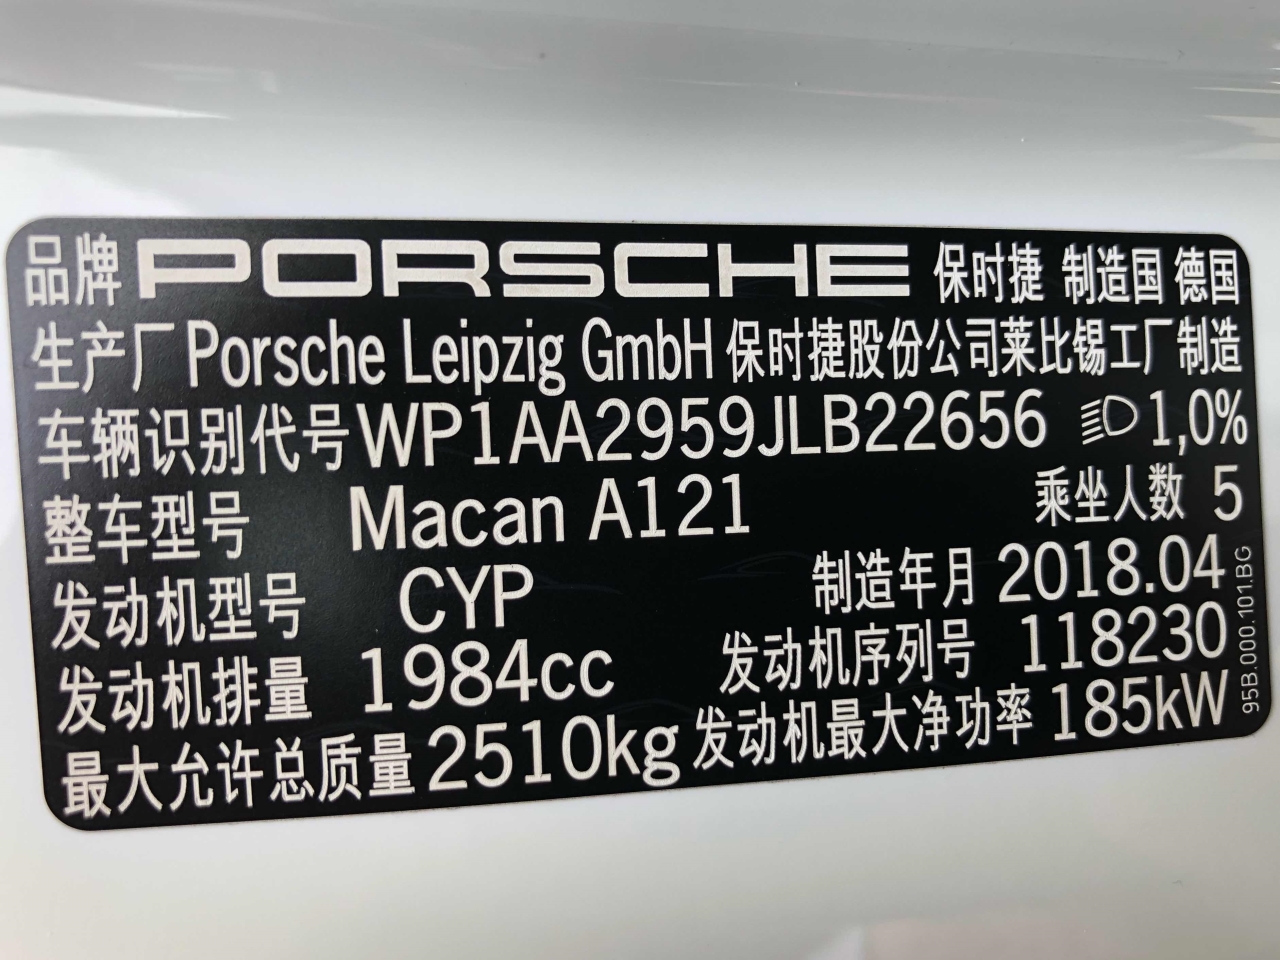 品牌 PORSCHE 保时捷 制造国 德国
生产厂 Porsche Leipzig GmbH 保时捷股份公司莱比锡工厂制造
车辆识别代号 WP1AA2959JLB22656 1,0%
整车型号 Macan A121 乘坐人数 5
发动机型号 CYP 制造年月 2018.04
发动机排量 1984cc 发动机序列号 118230
最大允许总质量 2510kg 发动机最大净功率 185kW
95B.000.101.BG